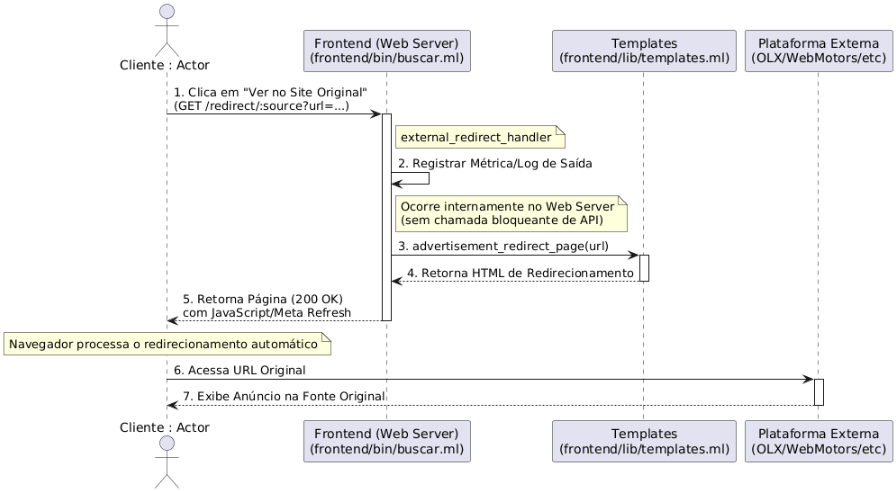 Cliente : Actor
Frontend (Web Server)
(frontend/bin/buscar.ml)
Templates
(frontend/lib/templates.ml)
Plataforma Externa
(OLX/WebMotors/etc)
1. Clica em "Ver no Site Original"
(GET /redirect/:source?url=...)
external_redirect_handler
2. Registrar Métrica/Log de Saída
Ocorre internamente no Web Server
(sem chamada bloqueante de API)
3. advertisement_redirect_page(url)
4. Retorna HTML de Redirecionamento
5. Retorna Página (200 OK)
com JavaScript/Meta Refresh
Navegador processa o redirecionamento automático
6. Acessa URL Original
7. Exibe Anúncio na Fonte Original
Cliente : Actor
Frontend (Web Server)
(frontend/bin/buscar.ml)
Templates
(frontend/lib/templates.ml)
Plataforma Externa
(OLX/WebMotors/etc)